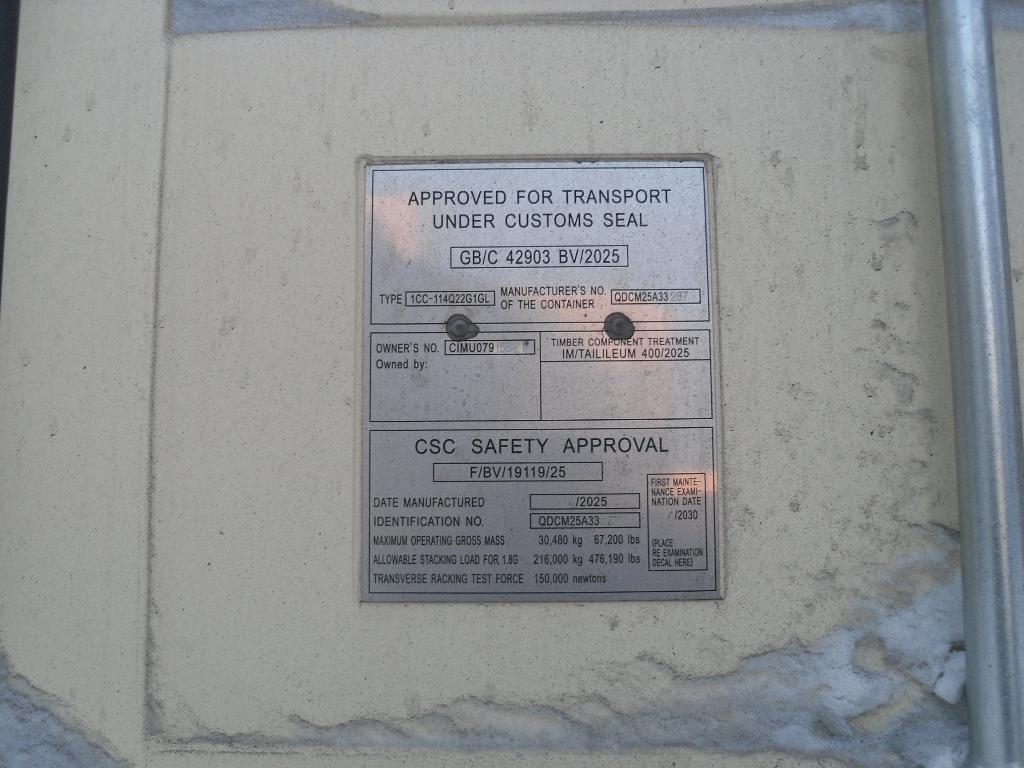 APPROVED FOR TRANSPORT
UNDER CUSTOMS SEAL
GB/C 42903 BV/2025
TYPE 1CC-114Q22G1GL
MANUFACTURER'S NO.
OF THE CONTAINER
QDCM25A33
OWNER'S NO. CIMU079
Owned by:
TIMBER COMPONENT TREATMENT
IM/TAILILEUM 400/2025
CSC SAFETY APPROVAL
F/BV/19119/25
DATE MANUFACTURED /2025
IDENTIFICATION NO. QDCM25A33
MAXIMUM OPERATING GROSS MASS 30,480 kg 67,200 lbs
ALLOWABLE STACKING LOAD FOR 1.8G 216,000 kg 476,190 lbs
TRANSVERSE RACKING TEST FORCE 150,000 newtons
FIRST MAINTE-
NANCE EXAMI-
NATION DATE
/2030
(PLACE
RE EXAMINATION
DECAL HERE)